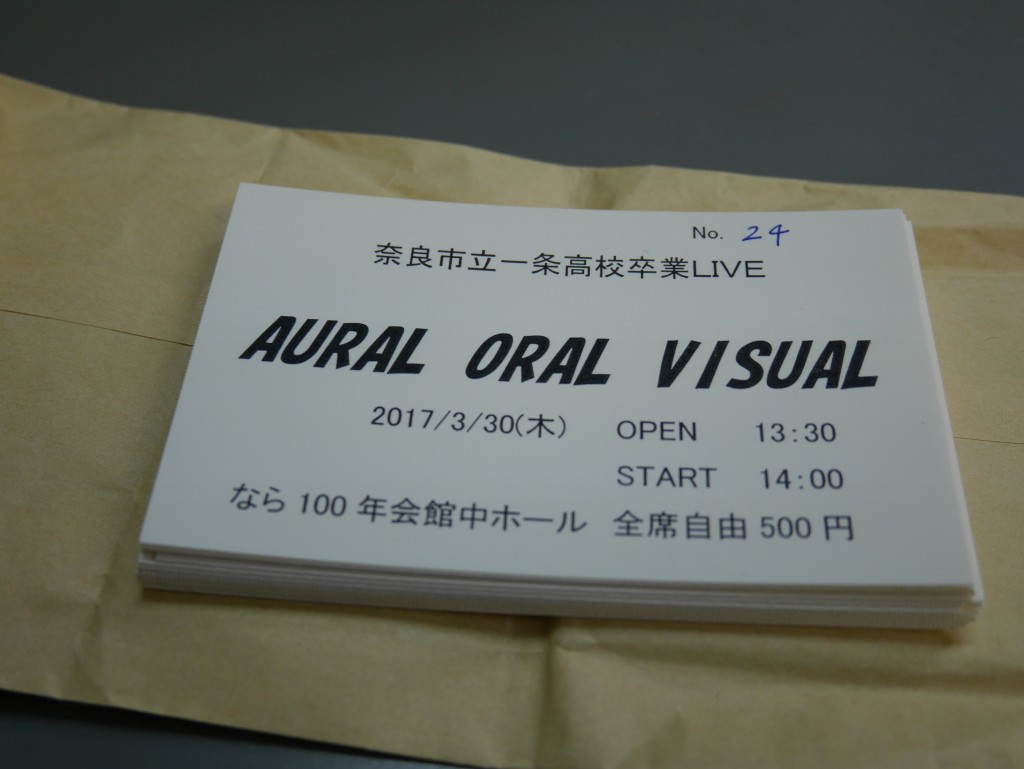 No. 24
奈良市立一条高校卒業LIVE
AURAL ORAL VISUAL
2017/3/30(木) OPEN 13:30
START 14:00
なら100年会館中ホール 全席自由500円